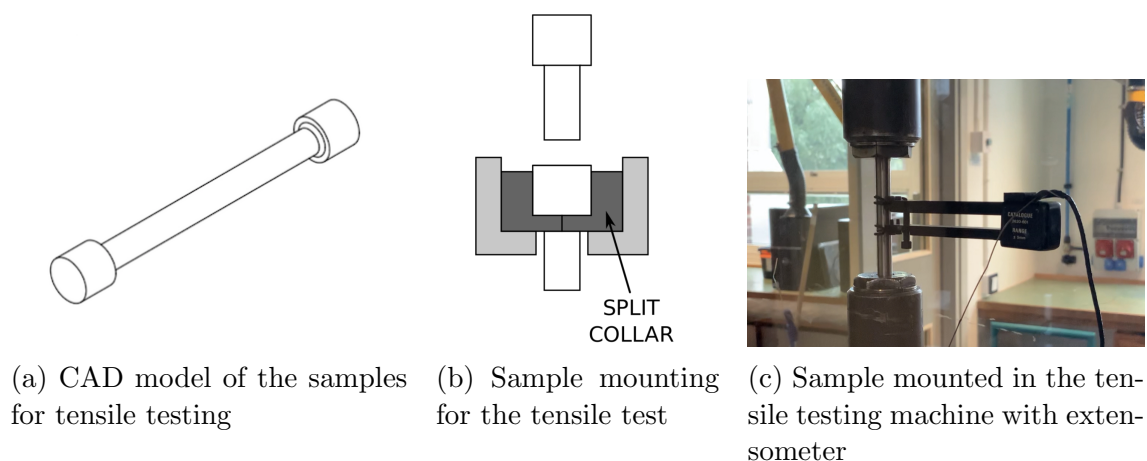 SPLIT
COLLAR
RANGE
(a) CAD model of the samples
for tensile testing
(b) Sample mounting
for the tensile test
(c) Sample mounted in the ten-
sile testing machine with exten-
someter